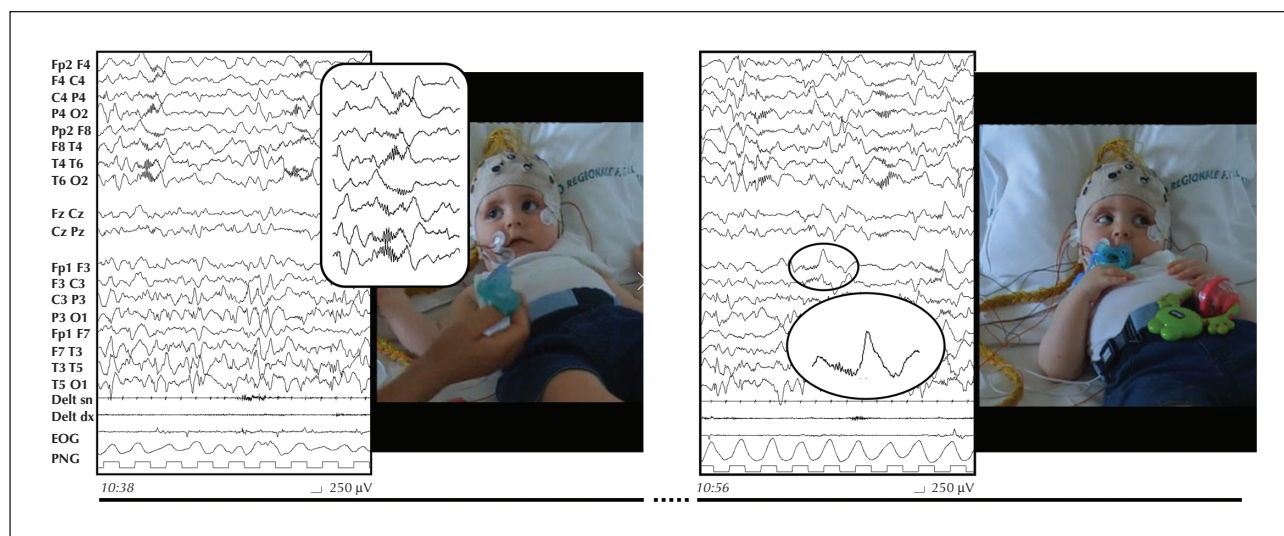 Fp2 F4
F4 C4
C4 P4
P4 O2
Pp2 F8
F8 T4
T4 T6
T6 O2
Fz Cz
Cz Pz
Fp1 F3
F3 C3
C3 P3
P3 O1
Fp1 F7
F7 T3
T3 T5
T5 O1
Delt sn
Delt dx
EOG
PNG
10:38
250 µV
O REGIONALE
10:56
250 µV
REGIONALE